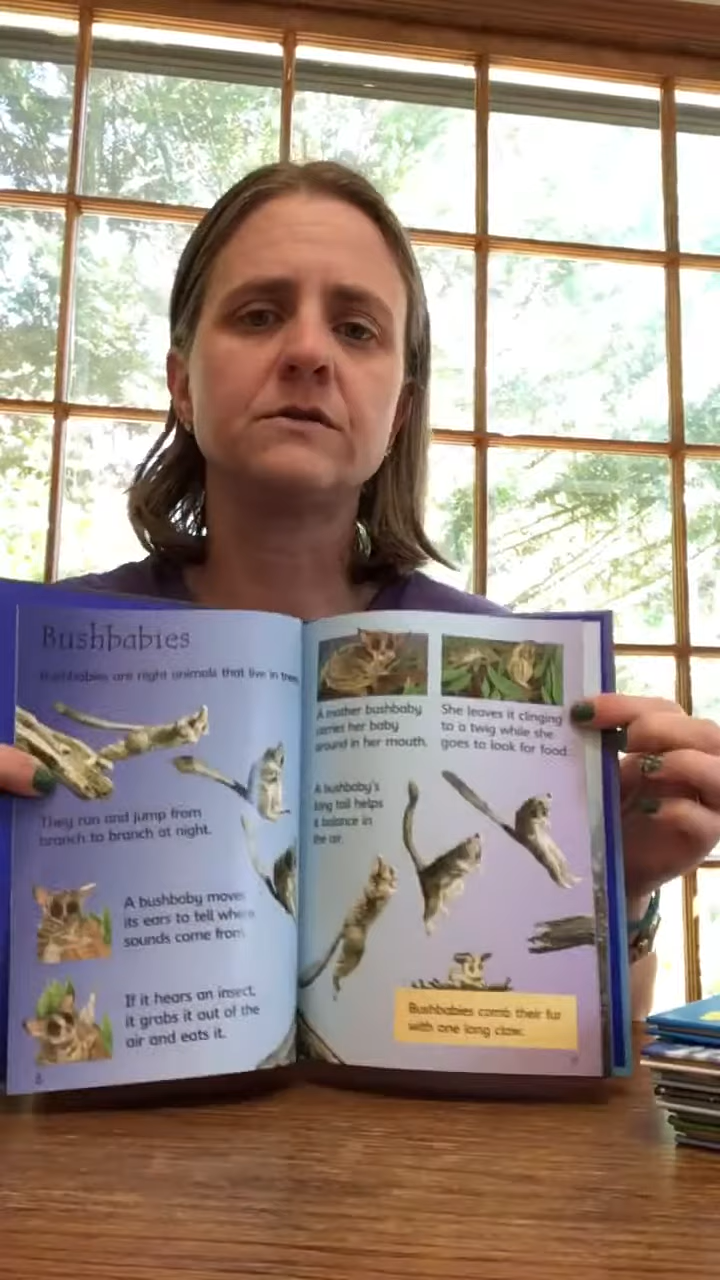 Bushbabies
Bushbabies are night animals that live in trees.
They run and jump from
branch to branch at night.
A bushbaby moves
its ears to tell where
sounds come from.
If it hears an insect,
it grabs it out of the
air and eats it.
8
A mother bushbaby
carries her baby
around in her mouth.
She leaves it clinging
to a twig while she
goes to look for food.
A bushbaby's
long tail helps
it balance in
the air.
Bushbabies comb their fur
with one long claw.